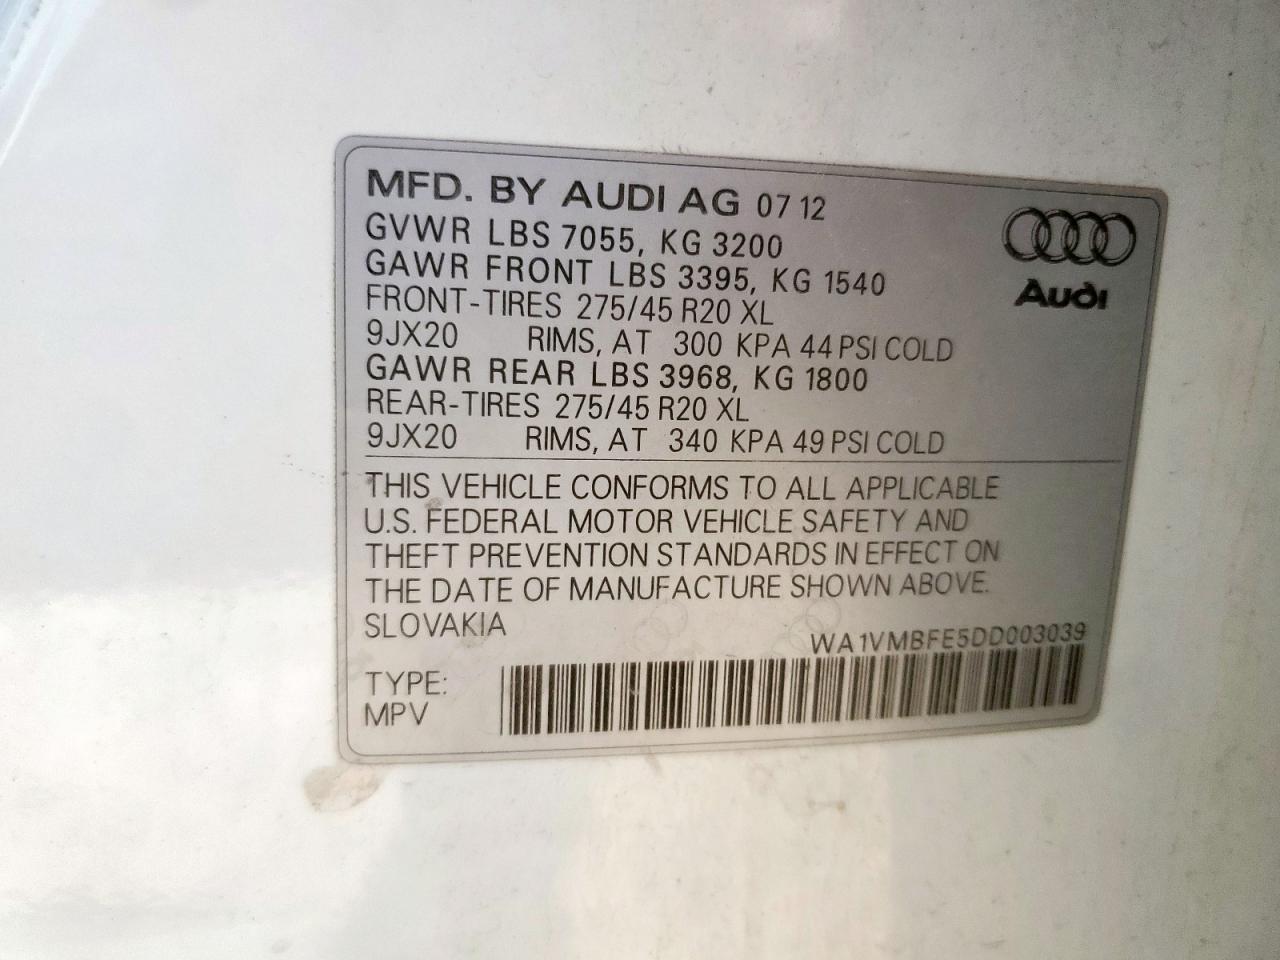 MFD. BY AUDI AG 07 12
GVWR LBS 7055, KG 3200
GAWR FRONT LBS 3395, KG 1540
FRONT-TIRES 275/45 R20 XL
9JX20 RIMS, AT 300 KPA 44 PSI COLD
GAWR REAR LBS 3968, KG 1800
REAR-TIRES 275/45 R20 XL
9JX20 RIMS, AT 340 KPA 49 PSI COLD
Audi
THIS VEHICLE CONFORMS TO ALL APPLICABLE
U.S. FEDERAL MOTOR VEHICLE SAFETY AND
THEFT PREVENTION STANDARDS IN EFFECT ON
THE DATE OF MANUFACTURE SHOWN ABOVE.
SLOVAKIA
WA1VMBFE5DD003039
TYPE:
MPV